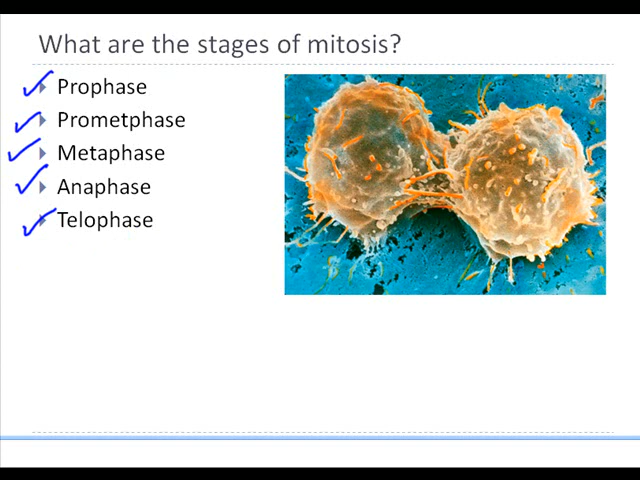 What are the stages of mitosis?
Prophase
Prometphase
Metaphase
Anaphase
Telophase